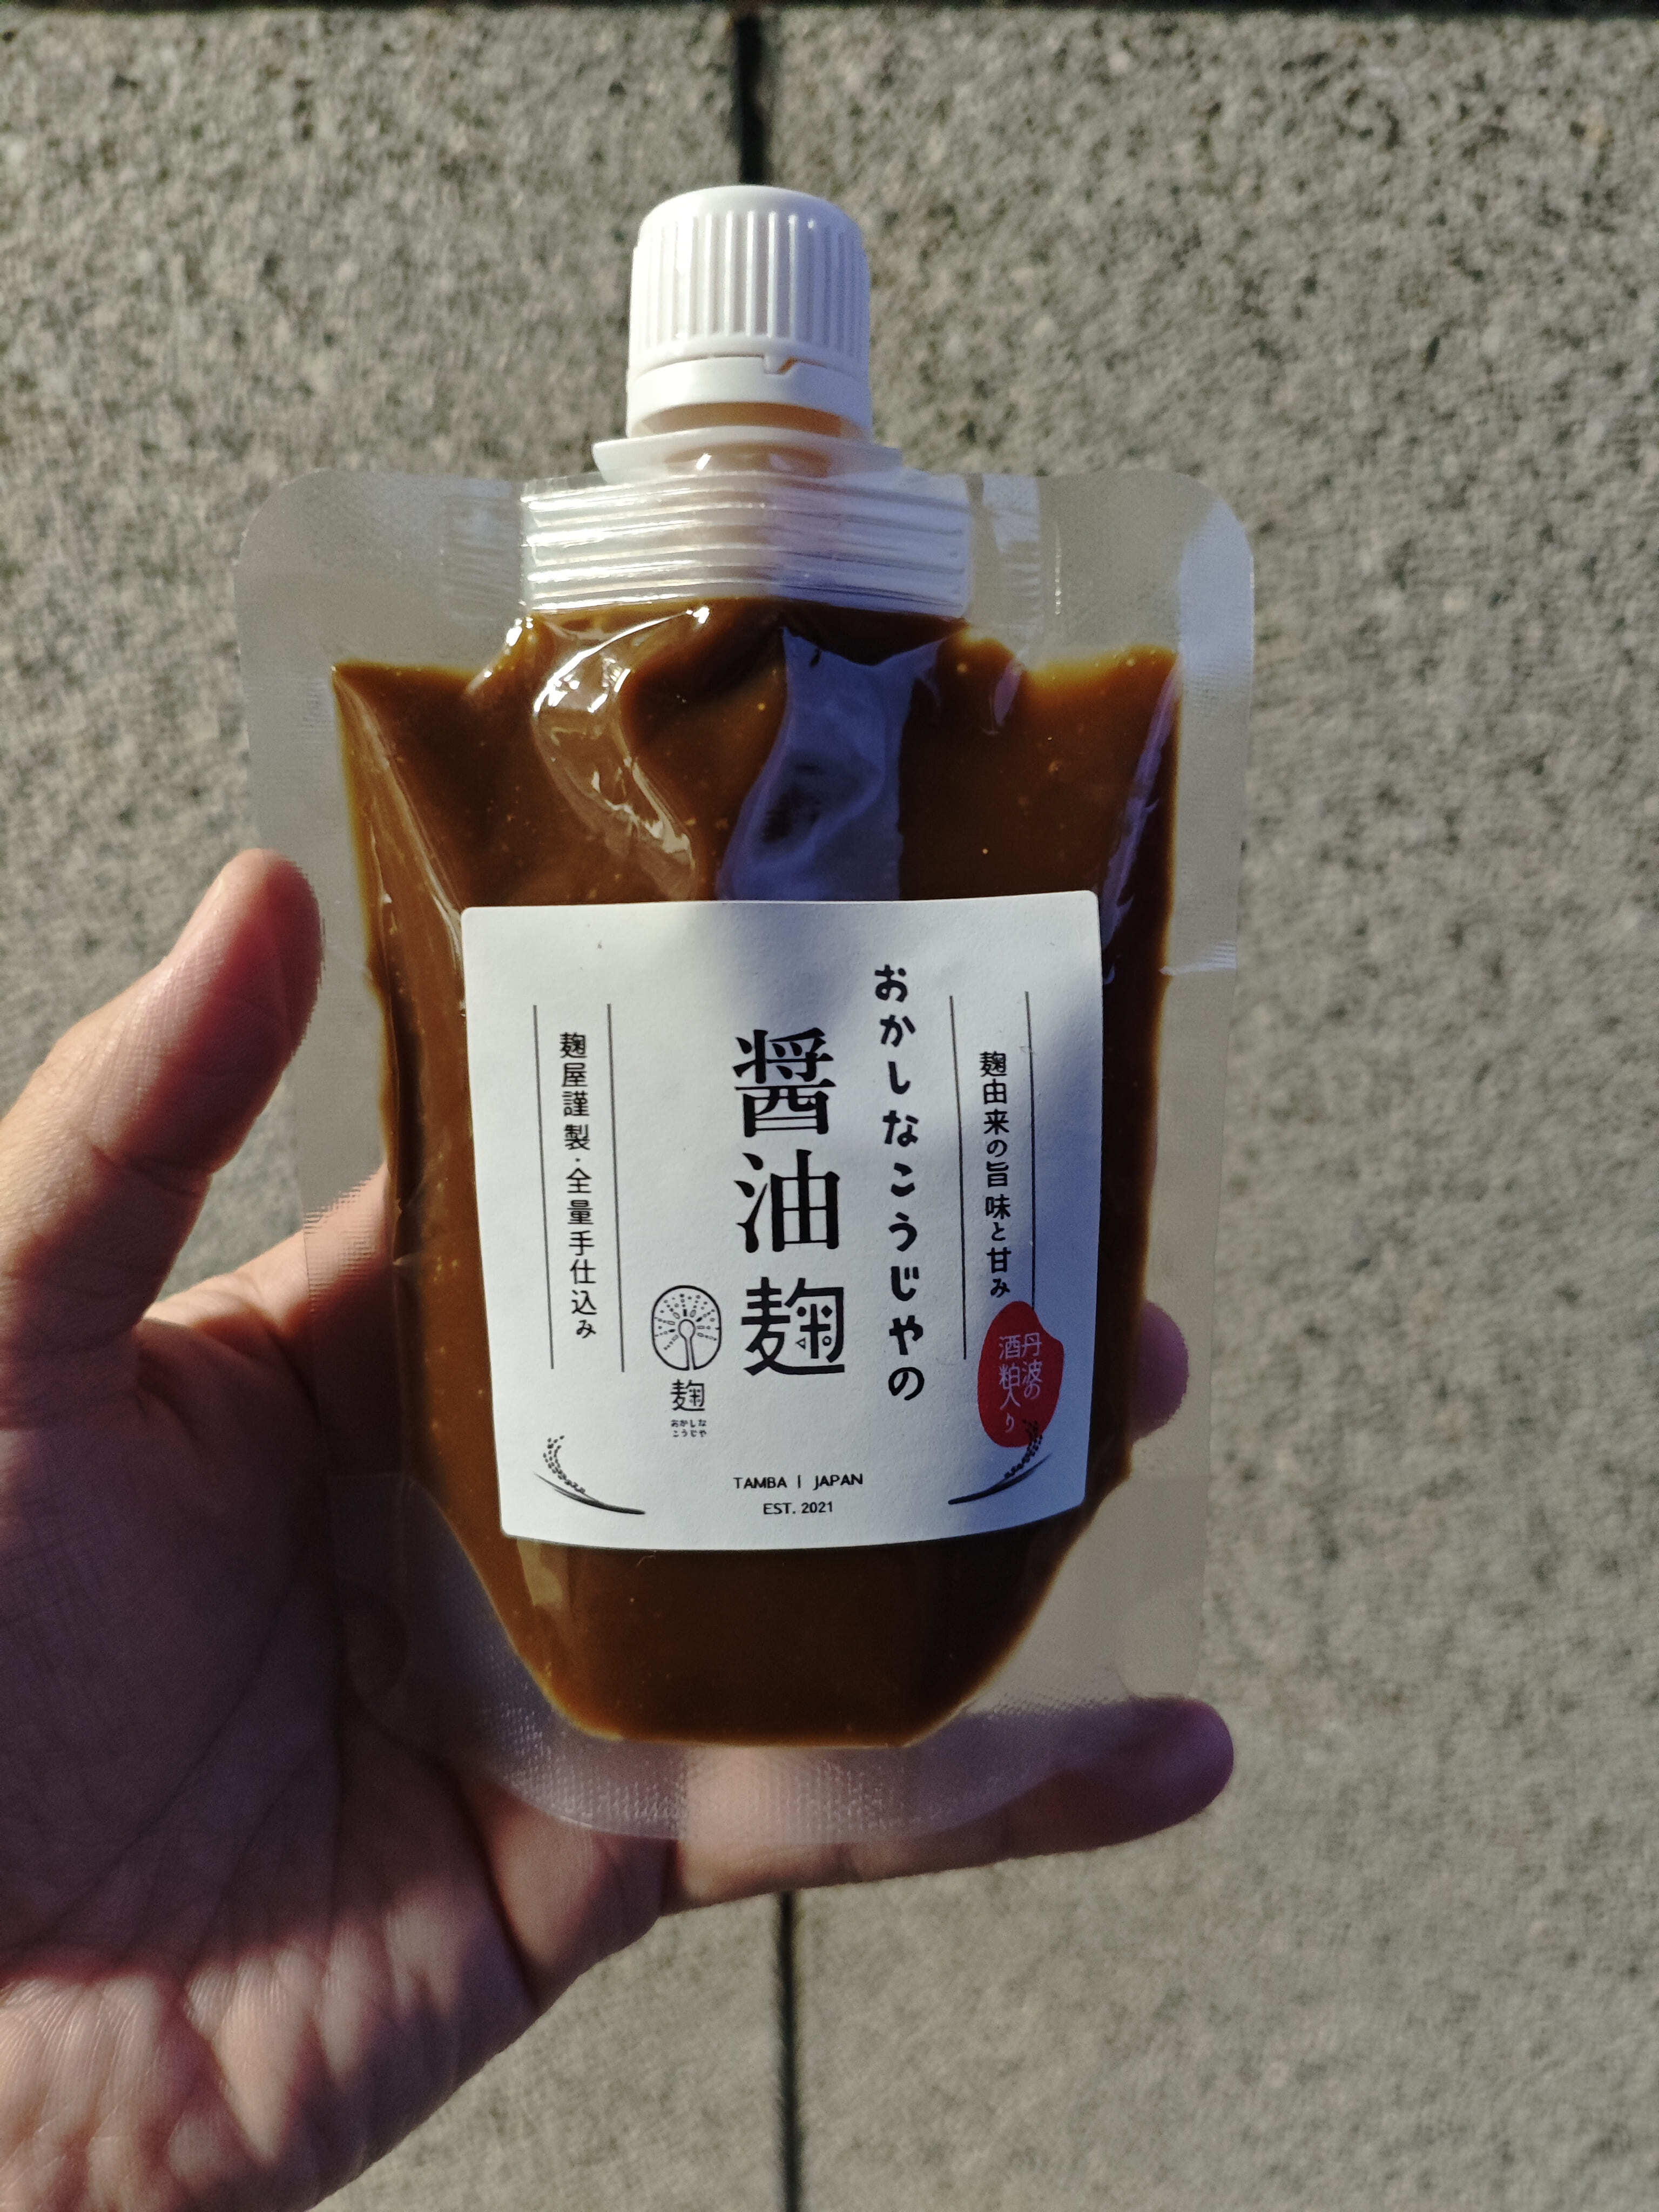 麹由来の旨味と甘み
丹波の
酒粕入り
おかしなこうじやの
醤油麹
麹
おかしな
こうじや
麹屋謹製・全量手仕込み
TAMBA | JAPAN
EST. 2021